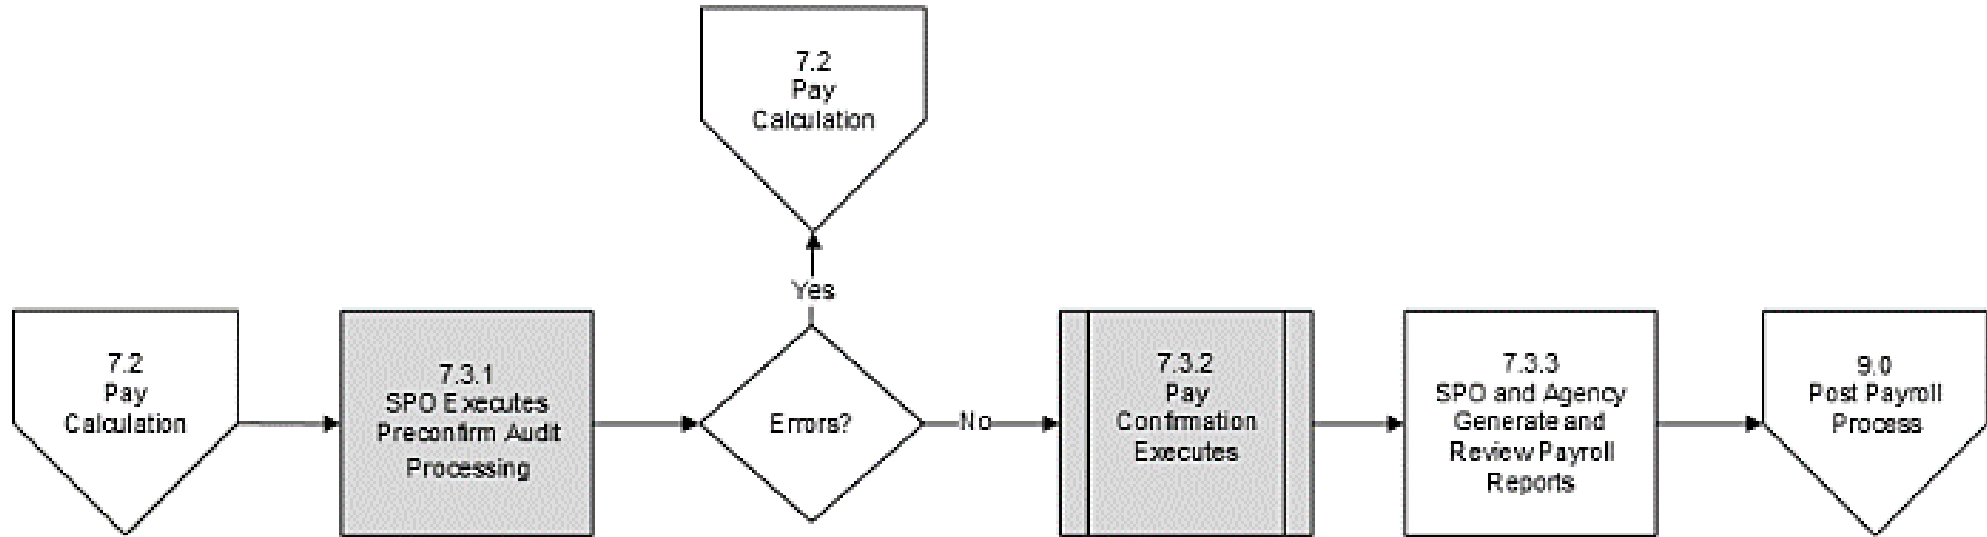 7.2
Pay
Calculation
Yes
7.2
Pay
Calculation
7.3.1
SPO Executes
Preconfirm Audit
Processing
Errors?
No
7.3.2
Pay
Confirmation
Executes
7.3.3
SPO and Agency
Generate and
Review Payroll
Reports
9.0
Post Payroll
Process